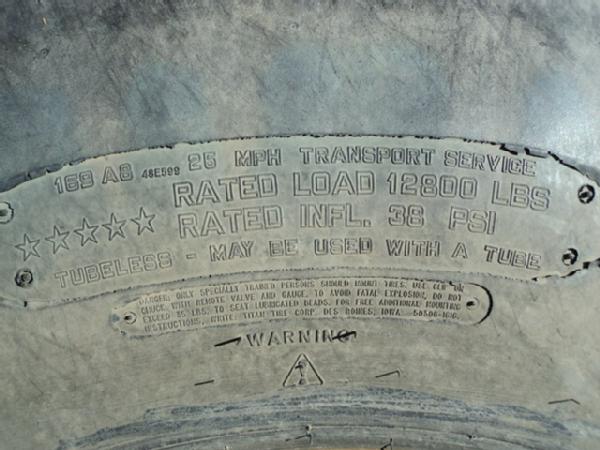 169 A8 46E599 25 MPH TRANSPORT SERVICE
RATED LOAD 12800 LBS
RATED INFL. 38 PSI
TUBELESS - MAY BE USED WITH A TUBE
DANGER: ONLY SPECIALLY TRAINED PERSONS SHOULD MOUNT TIRES. USE CLIP ON
CHUCK, WITH REMOTE VALVE AND GAUGE. TO AVOID FATAL EXPLOSION, DO NOT
EXCEED 35 LBS. TO SEAT LUBRICATED BEADS. FOR FREE ADDITIONAL MOUNTING
INSTRUCTIONS, WRITE TITAN TIRE CORP. DES MOINES, IOWA
WARNING